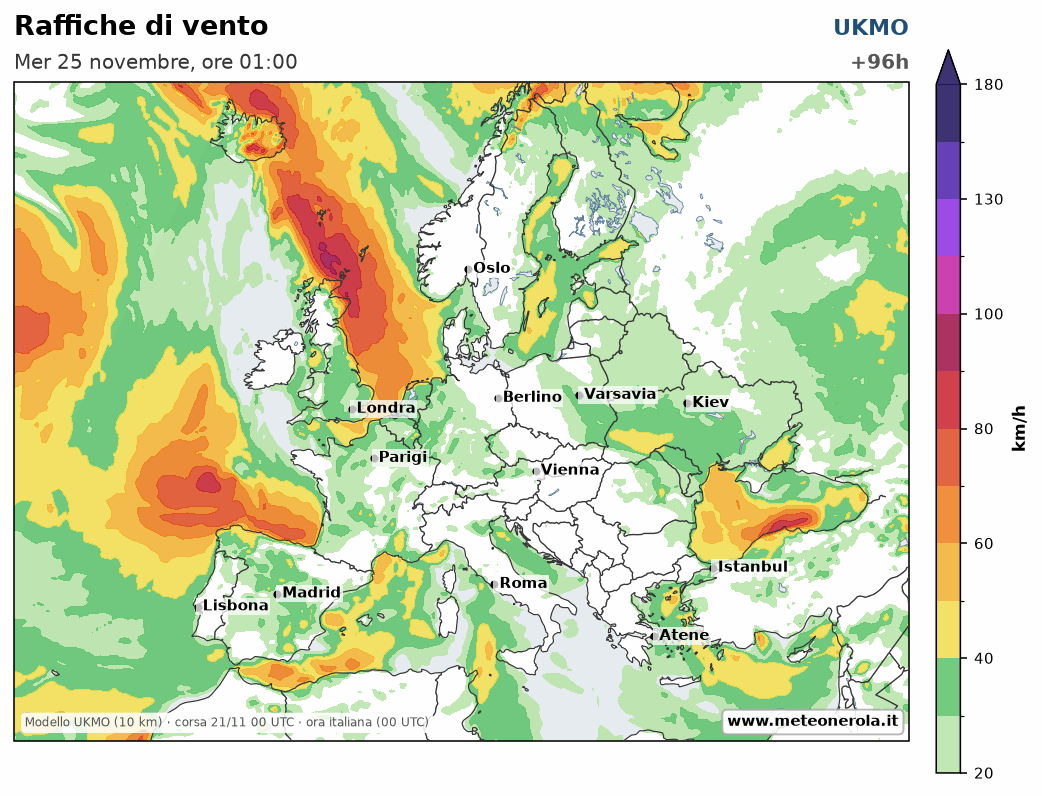 Raffiche di vento
UKMO
Mer 25 novembre, ore 01:00
+96h
180
130
100
80
60
40
20
km/h
Oslo
Londra
Berlino
Varsavia
Kiev
Parigi
Vienna
Istanbul
Roma
Madrid
Lisbona
Atene
Modello UKMO (10 km) · corsa 21/11 00 UTC · ora italiana (00 UTC)
www.meteonerola.it